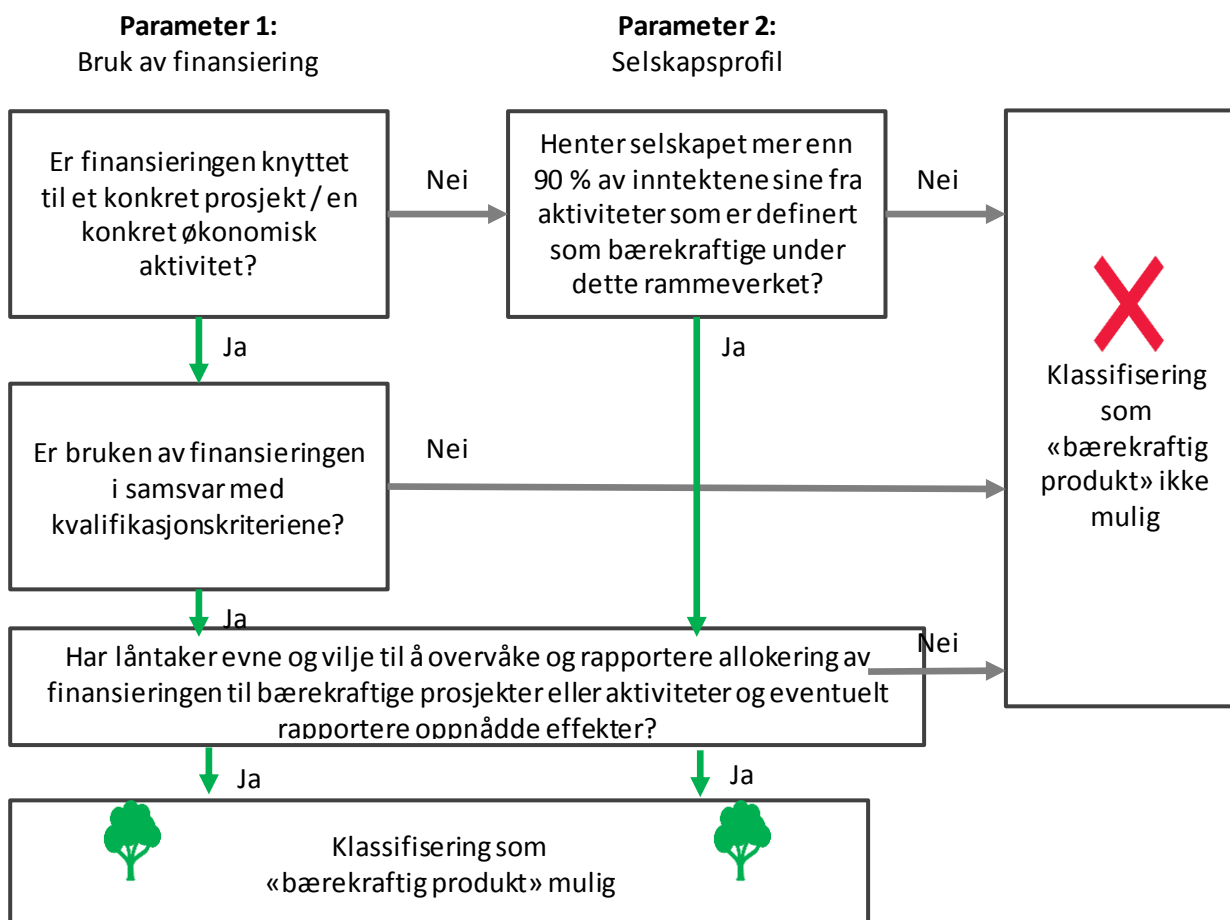 Parameter 1:
Bruk av finansiering
Parameter 2:
Selskapsprofil
Er finansieringen knyttet
til et konkret prosjekt / en
konkret økonomisk
aktivitet?
Nei
Henter selskapet mer enn
90 % av inntektene sine fra
aktiviteter som er definert
som bærekraftige under
dette rammeverket?
Nei
Ja
Ja
Er bruken av finansieringen
i samsvar med
kvalifikasjonskriteriene?
Nei
Klassifisering
som
«bærekraftig
produkt» ikke
mulig
Ja
Har låntaker evne og vilje til å overvåke og rapportere allokering av
finansieringen til bærekraftige prosjekter eller aktiviteter og eventuelt
rapportere oppnådde effekter?
Nei
Ja
Ja
Klassifisering som
«bærekraftig produkt» mulig